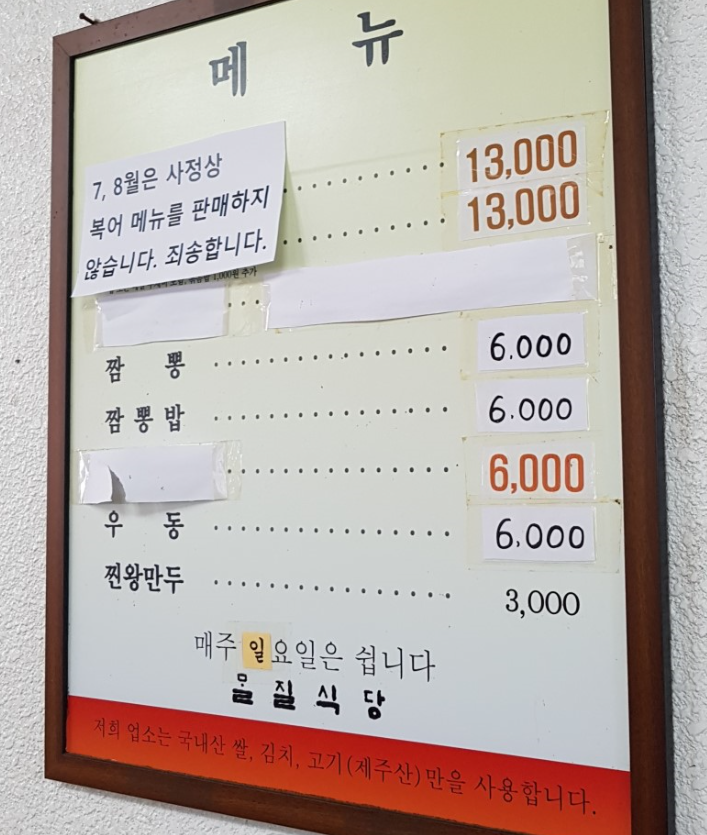 메 뉴
7, 8월은 사정상
복어 메뉴를 판매하지
않습니다. 죄송합니다.
13,000
13,000
추가
짬 뽕 6.000
짬뽕밥 6.000
6,000
우 동 6.000
찐왕만두 3,000
매주 일요일은 쉽니다
물질식당
저희 업소는 국내산 쌀, 김치, 고기(제주산)만을 사용합니다.